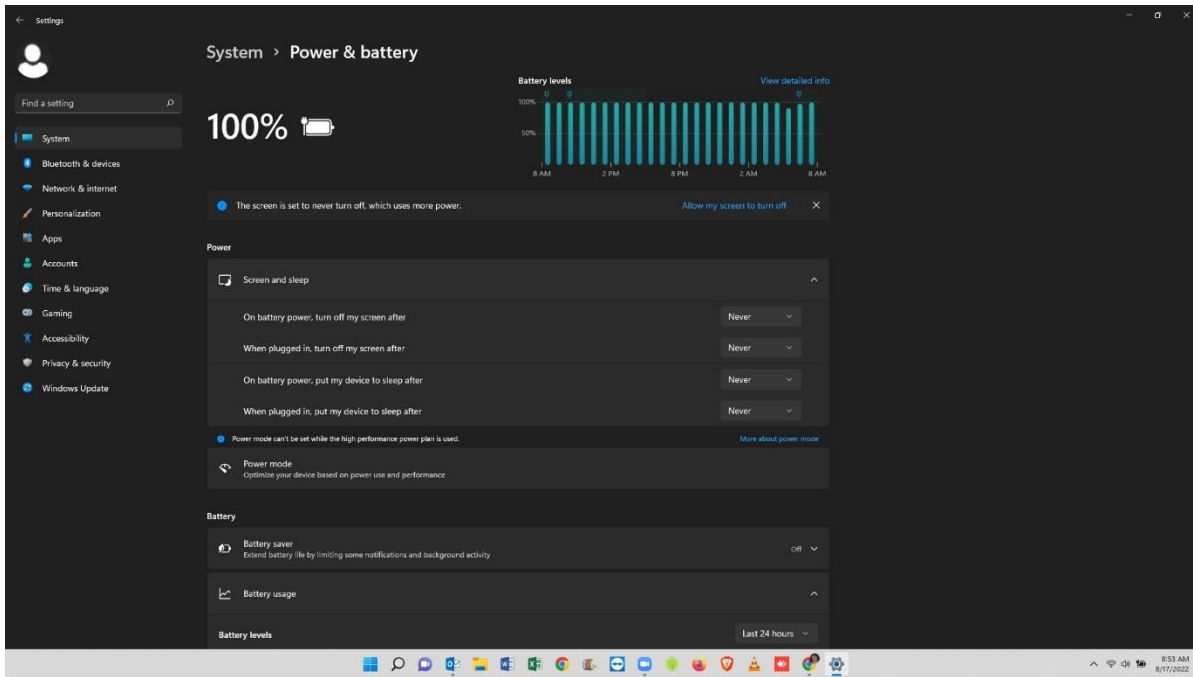 Settings
System > Power & battery
Find a setting
System
Bluetooth & devices
Network & internet
Personalization
Apps
Accounts
Time & language
Gaming
Accessibility
Privacy & security
Windows Update
100%
Battery levels
View detailed info
100%
50%
8 AM 2 PM 8 PM 2 AM 8 AM
The screen is set to never turn off, which uses more power.
Allow my screen to turn off
Power
Screen and sleep
On battery power, turn off my screen after Never
When plugged in, turn off my screen after Never
On battery power, put my device to sleep after Never
When plugged in, put my device to sleep after Never
Power mode can't be set while the high performance power plan is used. More about power mode
Power mode
Optimize your device based on power use and performance
Battery
Battery saver
Extend battery life by limiting some notifications and background activity
Off
Battery usage
Battery levels Last 24 hours
8:53 AM
8/17/2022